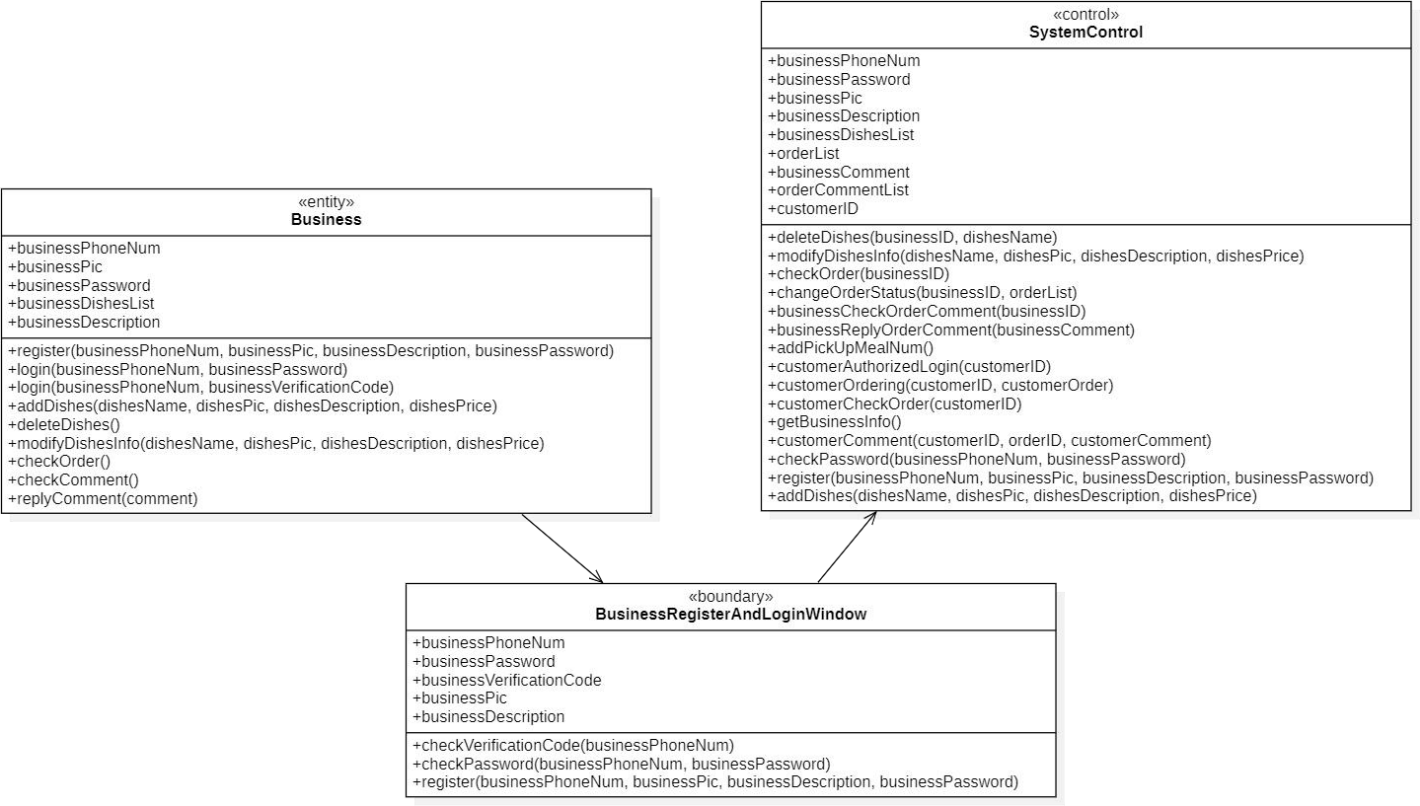 «control»
SystemControl
+businessPhoneNum
+businessPassword
+businessPic
+businessDescription
+businessDishesList
+orderList
+businessComment
+orderCommentList
+customerID
+deleteDishes(businessID, dishesName)
+modifyDishesInfo(dishesName, dishesPic, dishesDescription, dishesPrice)
+checkOrder(businessID)
+changeOrderStatus(businessID, orderList)
+businessCheckOrderComment(businessID)
+businessReplyOrderComment(businessComment)
+addPickUpMealNum()
+customerAuthorizedLogin(customerID)
+customerOrdering(customerID, customerOrder)
+customerCheckOrder(customerID)
+getBusinessInfo()
+customerComment(customerID, orderID, customerComment)
+checkPassword(businessPhoneNum, businessPassword)
+register(businessPhoneNum, businessPic, businessDescription, businessPassword)
+addDishes(dishesName, dishesPic, dishesDescription, dishesPrice)
«entity»
Business
+businessPhoneNum
+businessPic
+businessPassword
+businessDishesList
+businessDescription
+register(businessPhoneNum, businessPic, businessDescription, businessPassword)
+login(businessPhoneNum, businessPassword)
+login(businessPhoneNum, businessVerificationCode)
+addDishes(dishesName, dishesPic, dishesDescription, dishesPrice)
+deleteDishes()
+modifyDishesInfo(dishesName, dishesPic, dishesDescription, dishesPrice)
+checkOrder()
+checkComment()
+replyComment(comment)
«boundary»
BusinessRegisterAndLoginWindow
+businessPhoneNum
+businessPassword
+businessVerificationCode
+businessPic
+businessDescription
+checkVerificationCode(businessPhoneNum)
+checkPassword(businessPhoneNum, businessPassword)
+register(businessPhoneNum, businessPic, businessDescription, businessPassword)